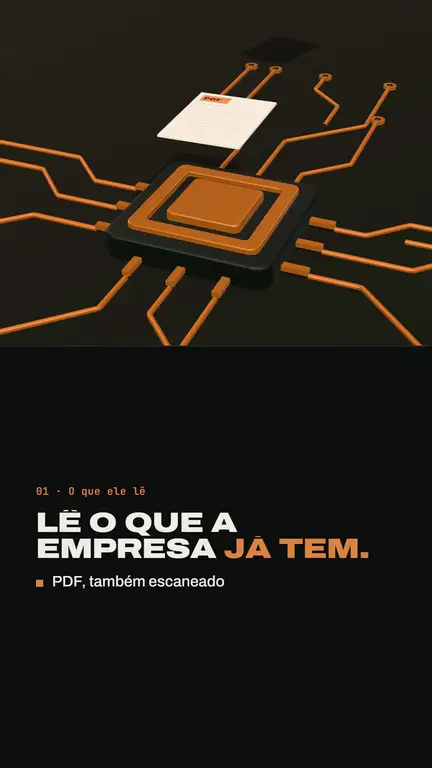 PDF
01 · O que ele lê
LÊ O QUE A
EMPRESA JÁ TEM.
PDF, também escaneado